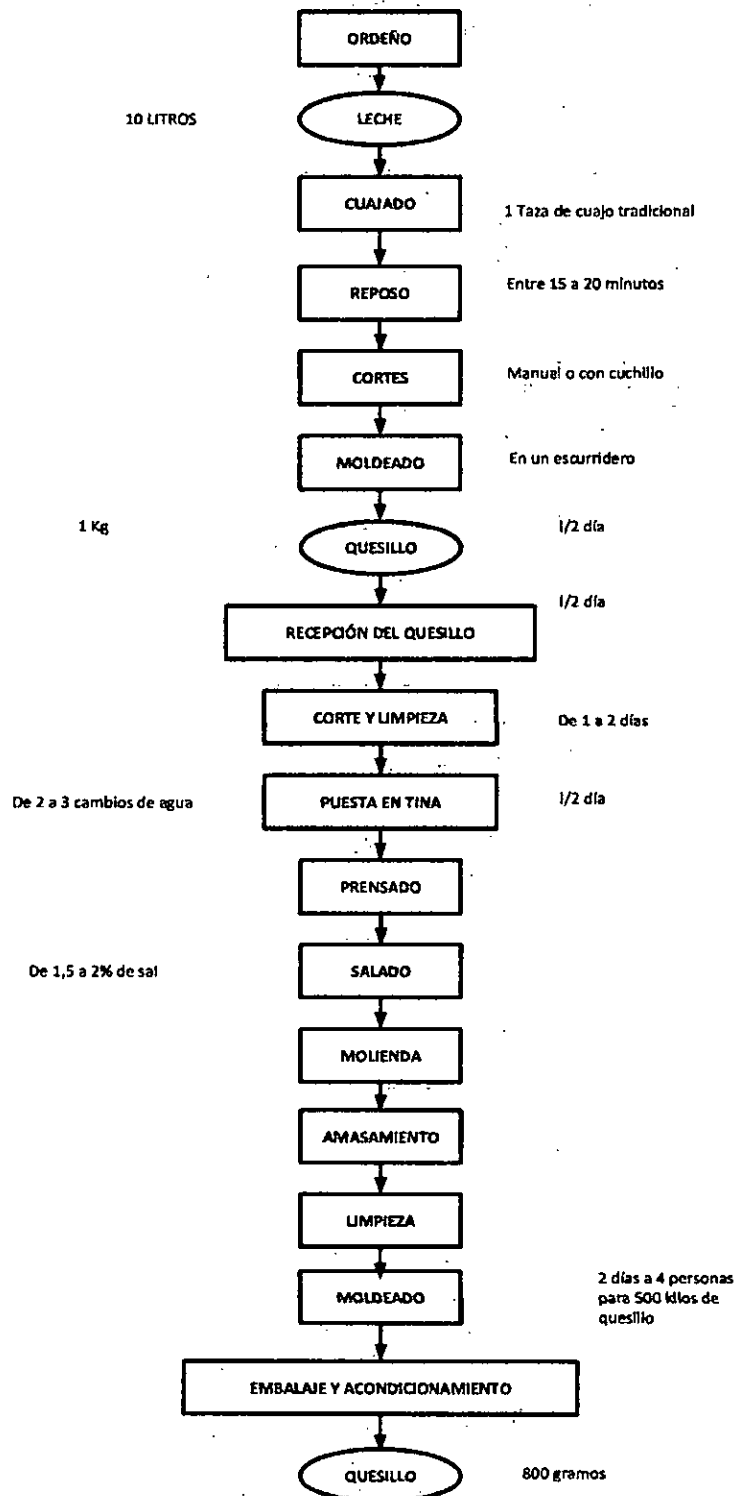 ORDEÑO
10 LITROS
LECHE
CUAJADO
1 Taza de cuajo tradicional
REPOSO
Entre 15 a 20 minutos
CORTES
Manual o con cuchillo
MOLDEADO
En un escurridero
1 Kg
QUESILLO
1/2 día
1/2 día
RECEPCIÓN DEL QUESILLO
CORTE Y LIMPIEZA
De 1 a 2 días
De 2 a 3 cambios de agua
PUESTA EN TINA
1/2 día
PRENSADO
De 1,5 a 2% de sal
SALADO
MOLIENDA
AMASAMIENTO
LIMPIEZA
MOLDEADO
2 días a 4 personas
para 500 kilos de
quesillo
EMBALAJE Y ACONDICIONAMIENTO
QUESILLO
800 gramos